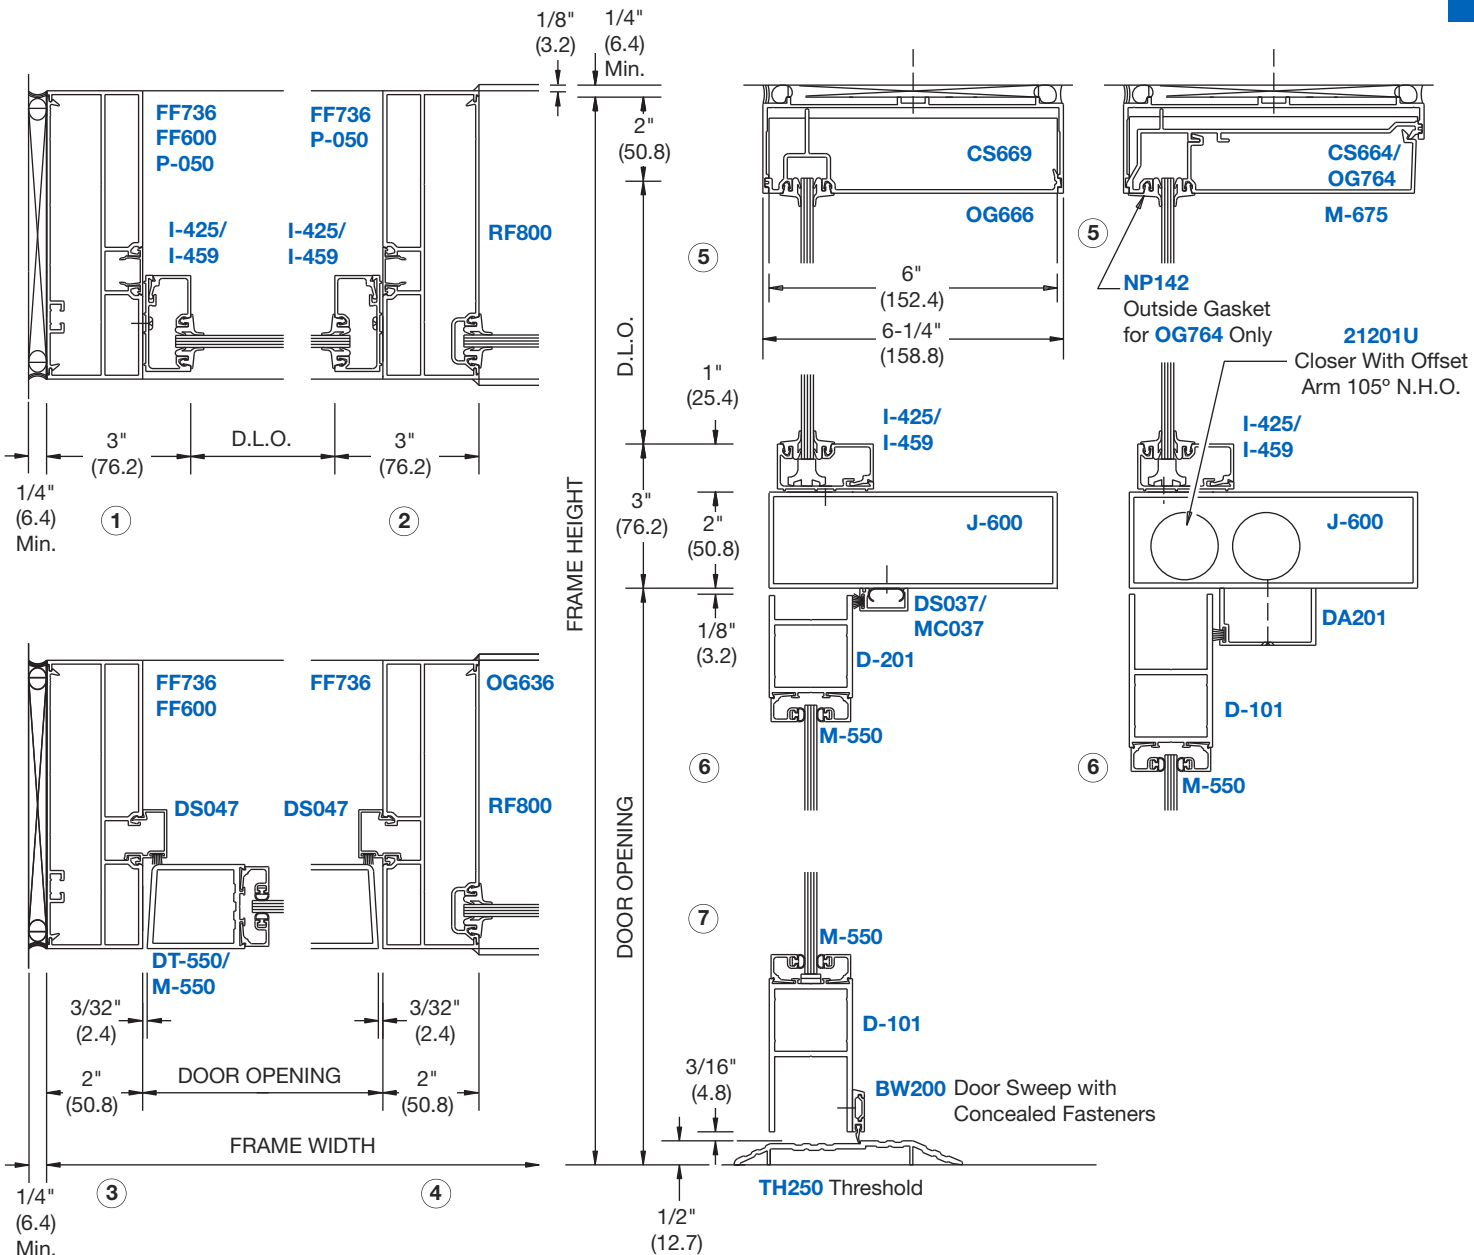 1/8"
(3.2)
1/4"
(6.4)
Min.
FF736
FF600
P-050
FF736
P-050
I-425/
I-459
I-425/
I-459
RF800
2"
(50.8)
CS669
OG666
CS664/
OG764
M-675
5
5
NP142
Outside Gasket
for OG764 Only
6"
(152.4)
6-1/4"
(158.8)
21201U
Closer With Offset
Arm 105º N.H.O.
D.L.O.
1"
(25.4)
I-425/
I-459
I-425/
I-459
3"
(76.2)
D.L.O.
3"
(76.2)
1/4"
(6.4)
Min.
1
2
FRAME HEIGHT
3"
(76.2)
2"
(50.8)
J-600
J-600
1/8"
(3.2)
DS037/
MC037
DA201
D-201
D-101
M-550
M-550
6
6
FF736
FF600
FF736
OG636
DS047
DS047
RF800
DT-550/
M-550
3/32"
(2.4)
3/32"
(2.4)
2"
(50.8)
DOOR OPENING
2"
(50.8)
FRAME WIDTH
1/4"
(6.4)
Min.
3
4
DOOR OPENING
7
M-550
D-101
3/16"
(4.8)
BW200 Door Sweep with
Concealed Fasteners
TH250 Threshold
1/2"
(12.7)